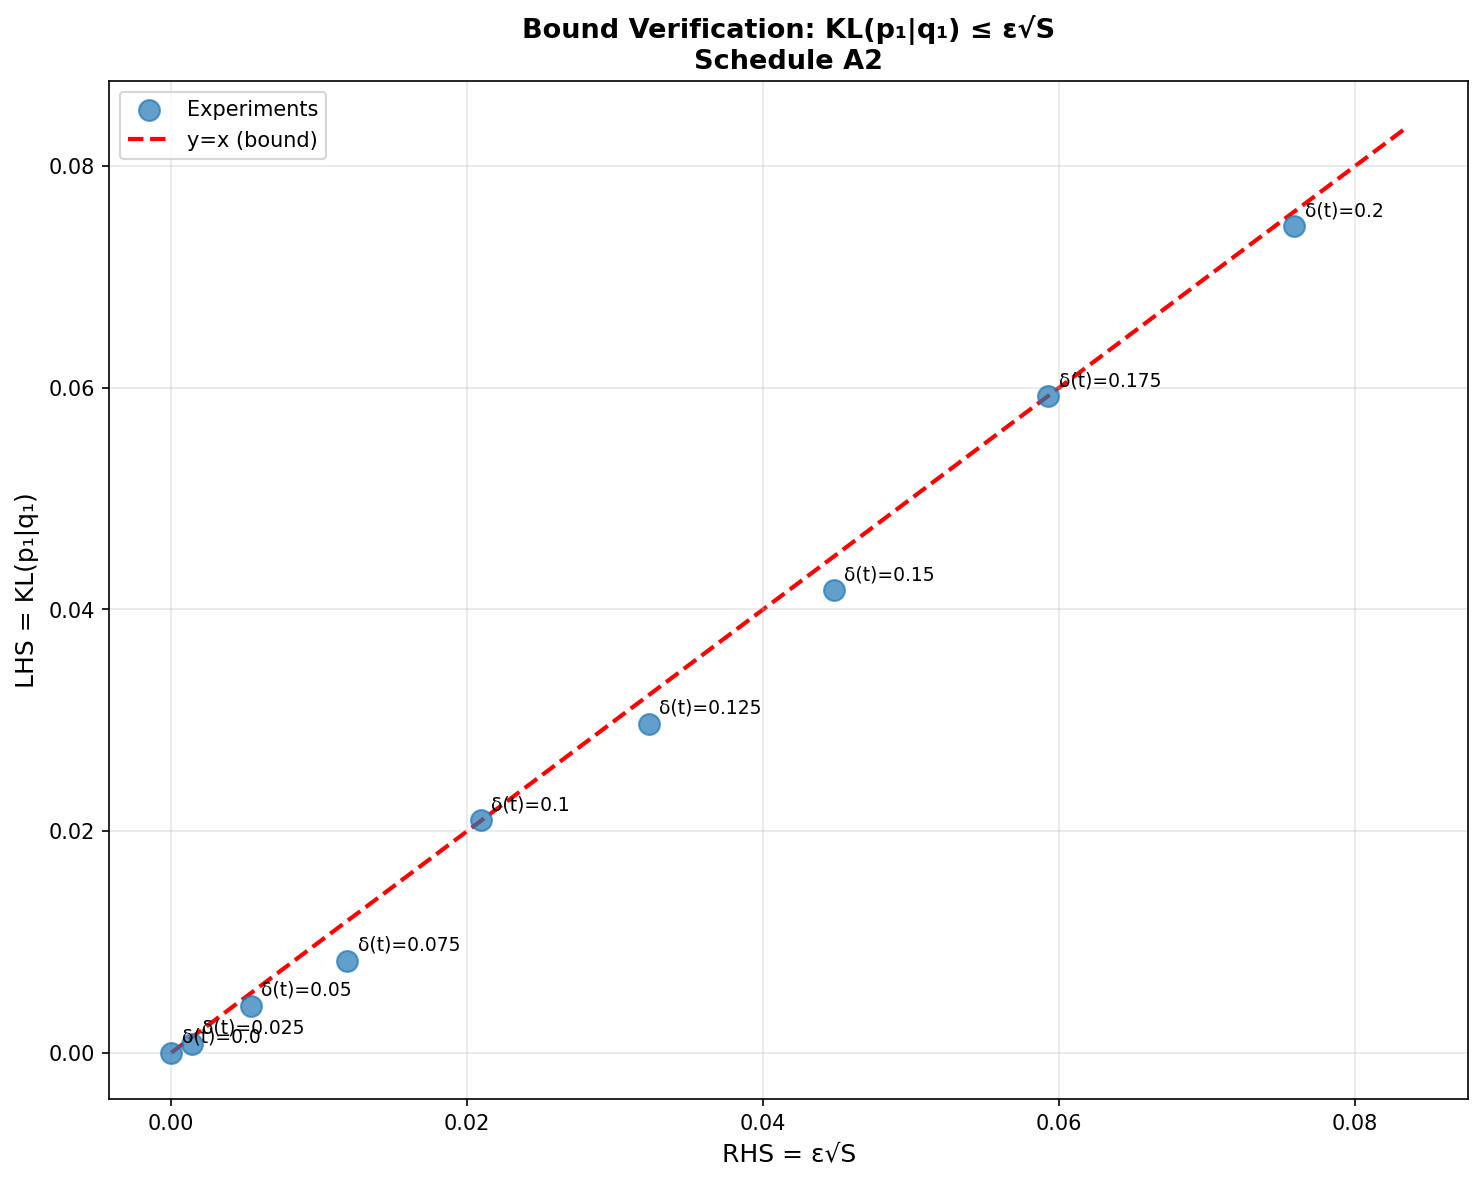 Bound Verification: KL(p₁|q₁) ≤ ε√S
Schedule A2
Experiments
y=x (bound)
0.08
0.06
0.04
0.02
0.00
LHS = KL(p₁|q₁)
δ(t)=0.2
δ(t)=0.175
δ(t)=0.15
δ(t)=0.125
δ(t)=0.1
δ(t)=0.075
δ(t)=0.05
δ(t)=0.025
δ(t)=0.0
0.00 0.02 0.04 0.06 0.08
RHS = ε√S